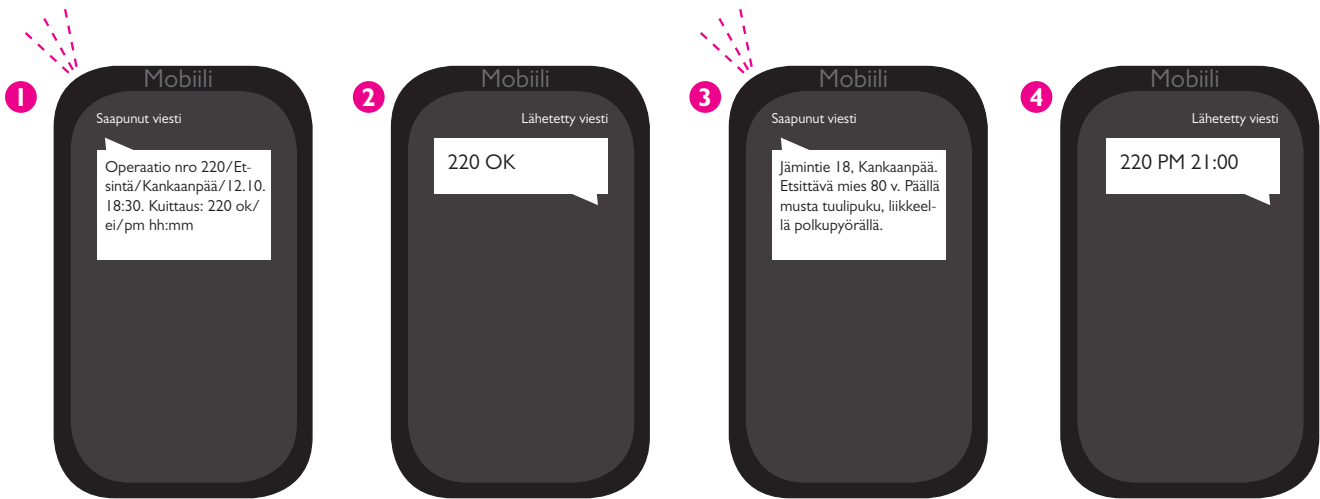 1
Mobiili
Saapunut viesti
Operaatio nro 220/Et-
sintä/Kankaanpää/12.10.
18:30. Kuittaus: 220 ok/
ei/pm hh:mm
2
Mobiili
Lähetetty viesti
220 OK
3
Mobiili
Saapunut viesti
Jämintie 18, Kankaanpää.
Etsittävä mies 80 v. Päällä
musta tuulipuku, liikkeel-
lä polkupyörällä.
4
Mobiili
Lähetetty viesti
220 PM 21:00